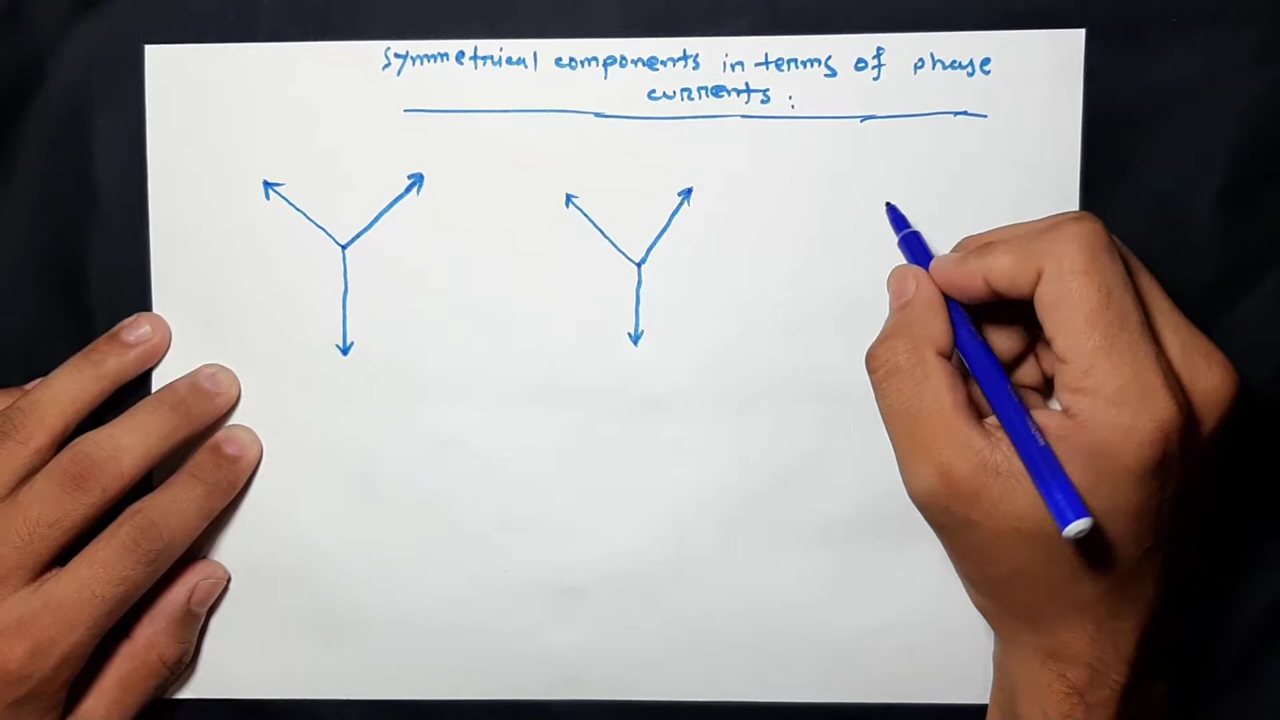 Symmetrical components in terms of phase
currents :